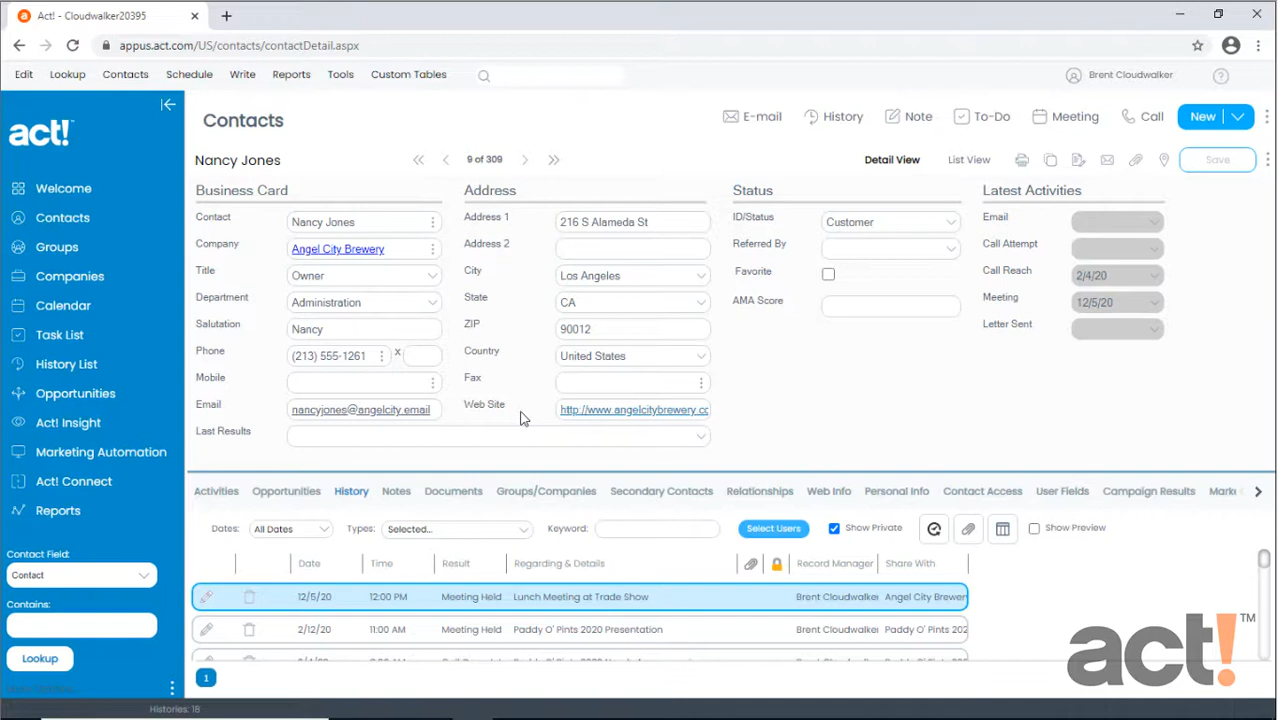 Act! - Cloudwalker20395
appus.act.com/US/contacts/contactDetail.aspx
Edit Lookup Contacts Schedule Write Reports Tools Custom Tables Brent Cloudwalker ?
act!
Welcome
Contacts
Groups
Companies
Calendar
Task List
History List
Opportunities
Act! Insight
Marketing Automation
Act! Connect
Reports
Contact Field:
Contact
Contains:
Lookup
Contacts
E-mail History Note To-Do Meeting Call New
Nancy Jones 9 of 309 Detail View List View Save
Business Card Address Status Latest Activities
Contact Nancy Jones Address 1 216 S Alameda St ID/Status Customer Email
Company Angel City Brewery Address 2 Referred By Call Attempt
Title Owner City Los Angeles Favorite Call Reach 2/4/20
Department Administration State CA AMA Score Meeting 12/5/20
Salutation Nancy ZIP 90012 Letter Sent
Phone (213) 555-1261 x Country United States
Mobile Fax
Email nancyjones@angelcity.email Web Site http://www.angelcitybrewery.cc
Last Results
Activities Opportunities History Notes Documents Groups/Companies Secondary Contacts Relationships Web Info Personal Info Contact Access User Fields Campaign Results
Dates: All Dates Types: Selected... Keyword: Select Users Show Private Show Preview
Date Time Result Regarding & Details Record Manager Share With
12/5/20 12:00 PM Meeting Held Lunch Meeting at Trade Show Brent Cloudwalker Angel City Brewer
2/12/20 11:00 AM Meeting Held Paddy O' Pints 2020 Presentation Brent Cloudwalker Paddy O' Pints 202
1
Histories: 18
act!™